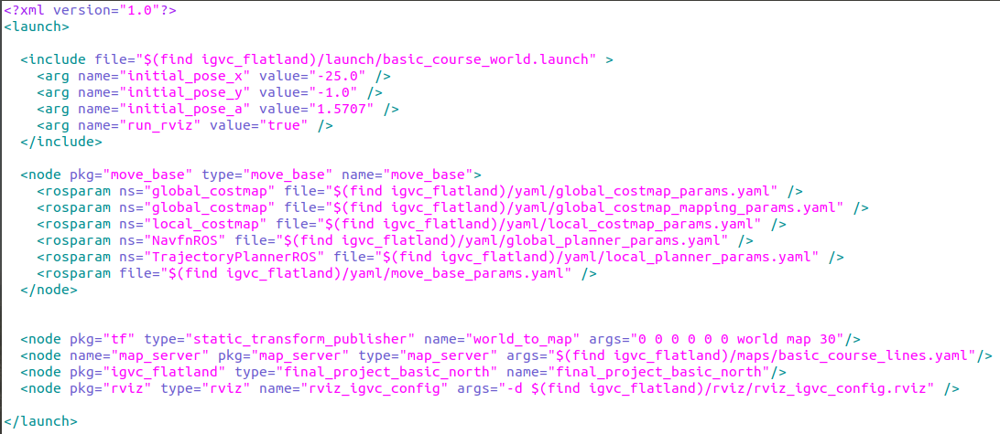 <?xml version="1.0"?>
<launch>
<include file="$(find igvc_flatland)/launch/basic_course_world.launch" >
<arg name="initial_pose_x" value="-25.0" />
<arg name="initial_pose_y" value="-1.0" />
<arg name="initial_pose_a" value="1.5707" />
<arg name="run_rviz" value="true" />
</include>
<node pkg="move_base" type="move_base" name="move_base">
<rosparam ns="global_costmap" file="$(find igvc_flatland)/yaml/global_costmap_params.yaml" />
<rosparam ns="global_costmap" file="$(find igvc_flatland)/yaml/global_costmap_mapping_params.yaml" />
<rosparam ns="local_costmap" file="$(find igvc_flatland)/yaml/local_costmap_params.yaml" />
<rosparam ns="NavfnROS" file="$(find igvc_flatland)/yaml/global_planner_params.yaml" />
<rosparam ns="TrajectoryPlannerROS" file="$(find igvc_flatland)/yaml/local_planner_params.yaml" />
<rosparam file="$(find igvc_flatland)/yaml/move_base_params.yaml" />
</node>
<node pkg="tf" type="static_transform_publisher" name="world_to_map" args="0 0 0 0 0 0 world map 30"/>
<node name="map_server" pkg="map_server" type="map_server" args="$(find igvc_flatland)/maps/basic_course_lines.yaml"/>
<node pkg="igvc_flatland" type="final_project_basic_north" name="final_project_basic_north"/>
<node pkg="rviz" type="rviz" name="rviz_igvc_config" args="-d $(find igvc_flatland)/rviz/rviz_igvc_config.rviz" />
</launch>